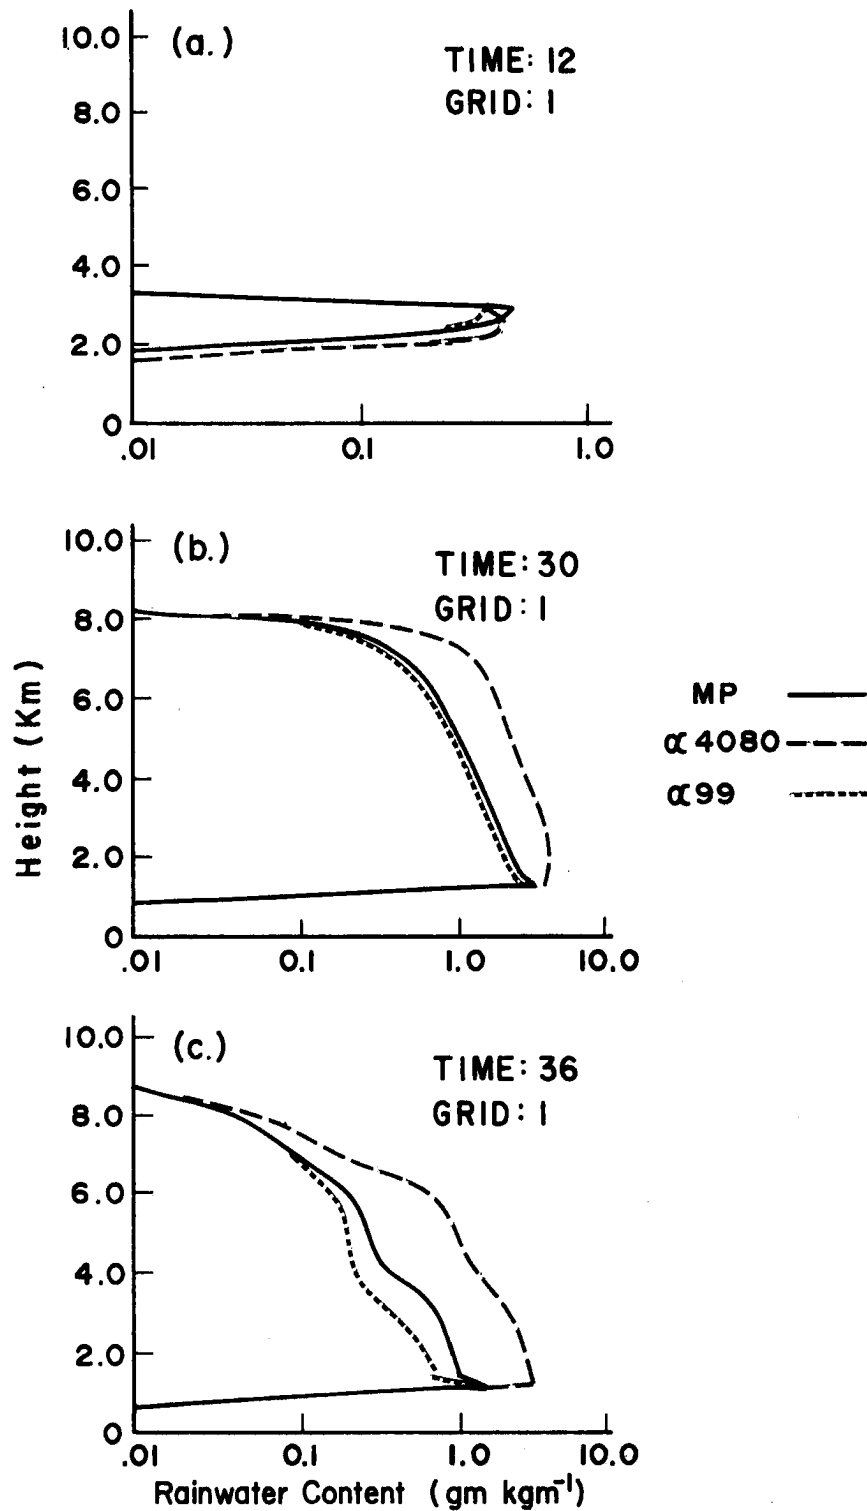 (a.)
TIME: 12
GRID: 1
10.0
8.0
6.0
4.0
2.0
0
.01 0.1 1.0
(b.)
TIME: 30
GRID: 1
10.0
8.0
6.0
4.0
2.0
0
.01 0.1 1.0 10.0
Height (Km)
MP
α 4080
α 99
(c.)
TIME: 36
GRID: 1
10.0
8.0
6.0
4.0
2.0
0
.01 0.1 1.0 10.0
Rainwater Content (gm kgm⁻¹)